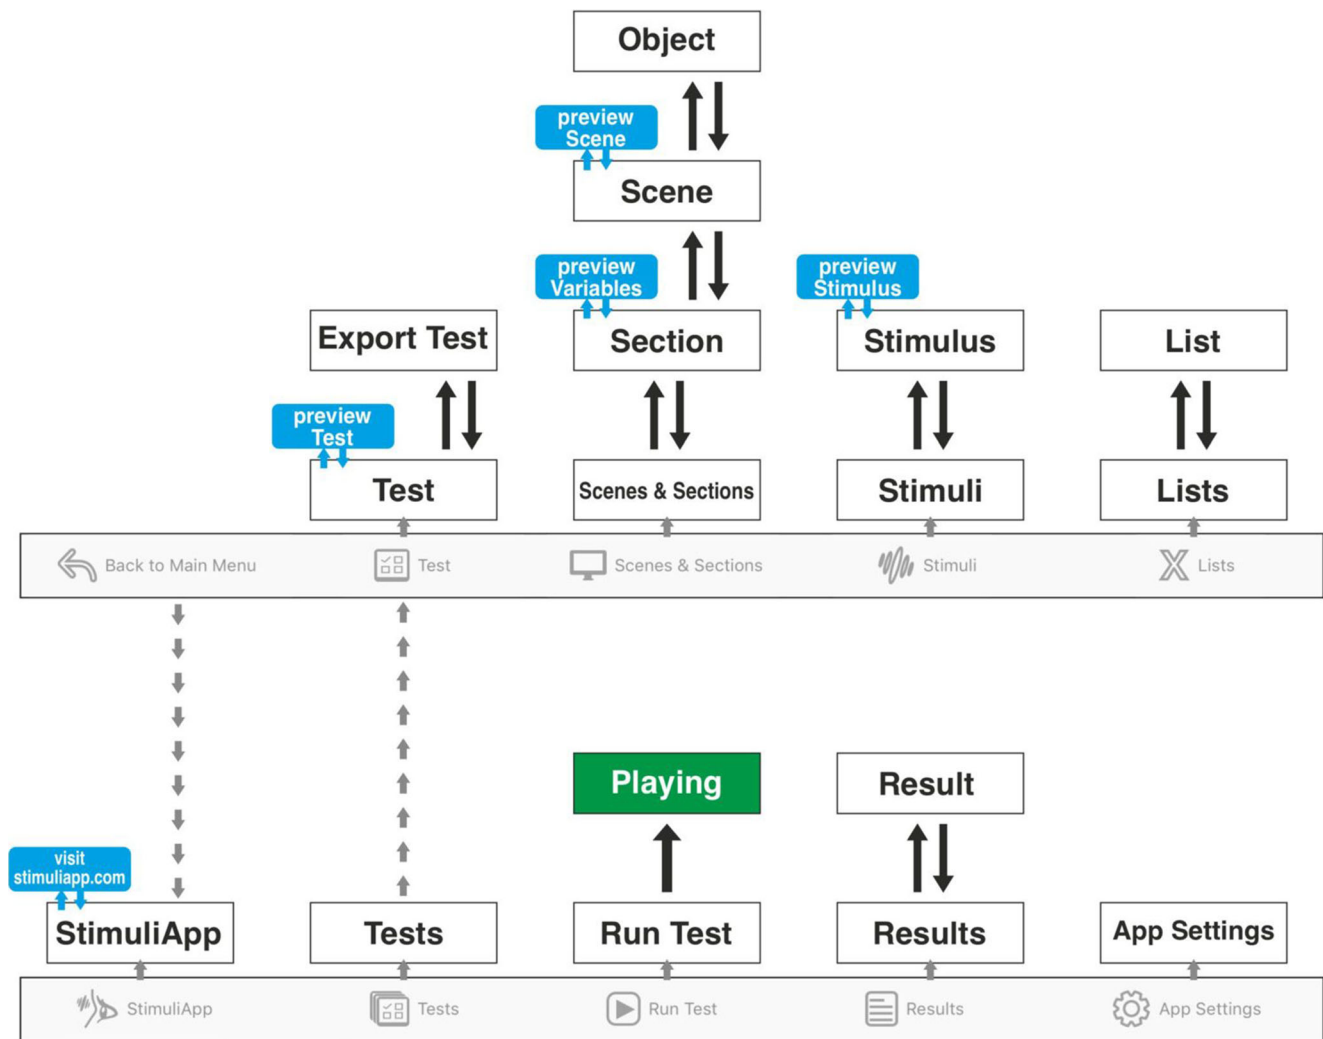 Object
preview
Scene
Scene
preview
Variables
preview
Stimulus
Export Test
Section
Stimulus
List
preview
Test
Test
Scenes & Sections
Stimuli
Lists
Back to Main Menu
Test
Scenes & Sections
Stimuli
Lists
Playing
Result
visit
stimuliapp.com
StimuliApp
Tests
Run Test
Results
App Settings
StimuliApp
Tests
Run Test
Results
App Settings